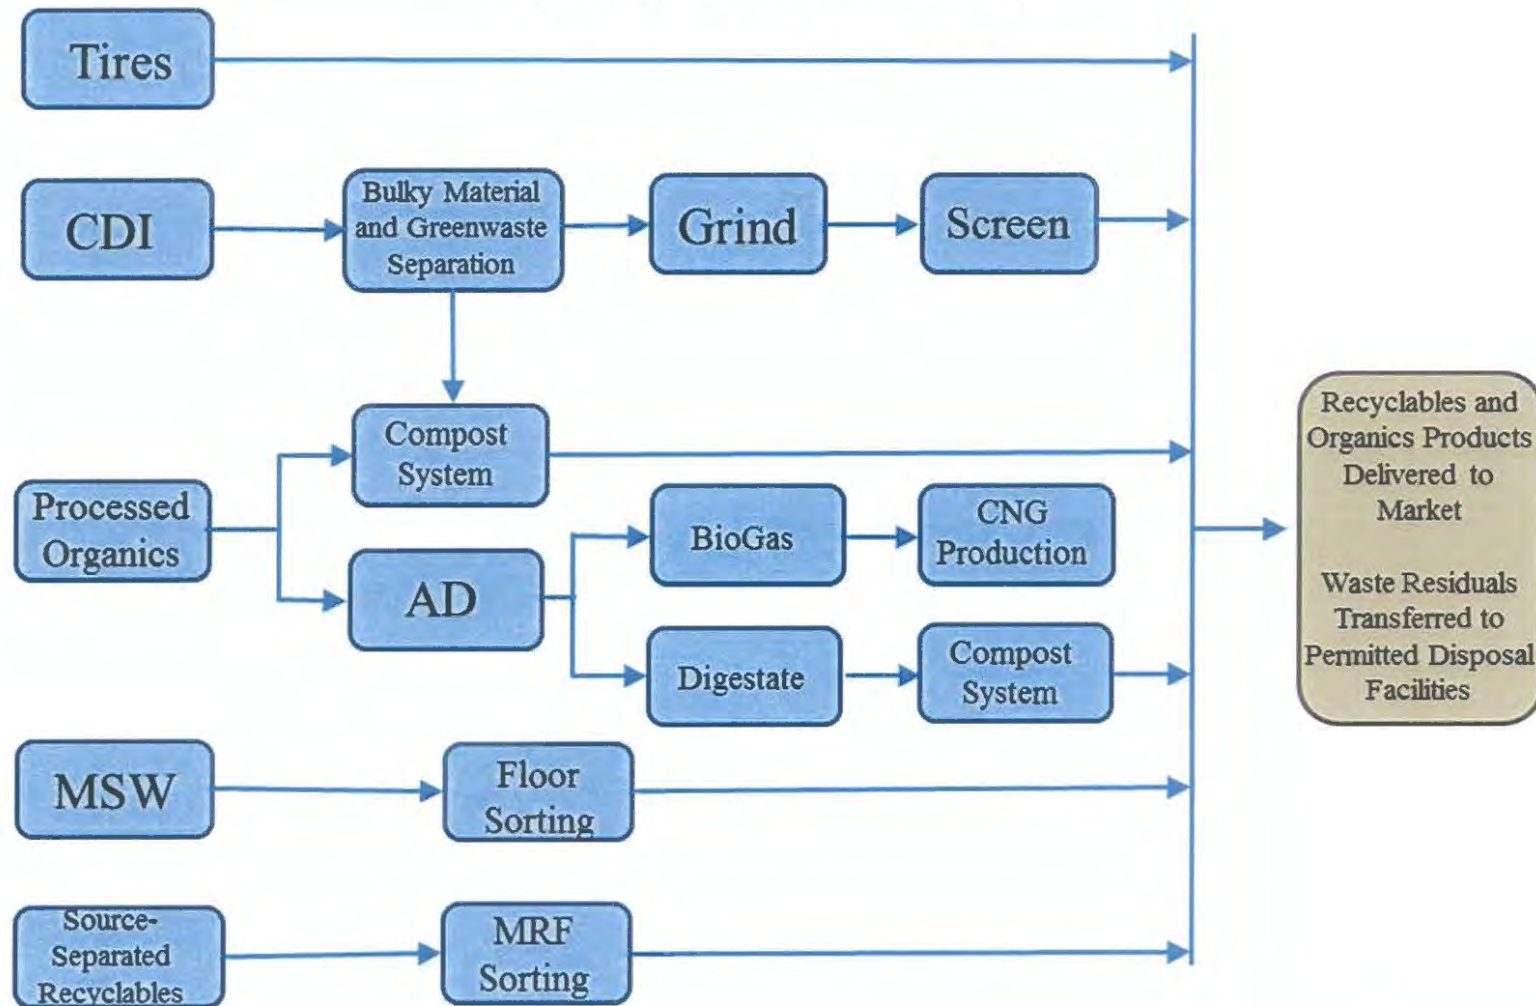 Tires
CDI
Bulky Material
and Greenwaste
Separation
Grind
Screen
Compost
System
Processed
Organics
AD
BioGas
CNG
Production
Digestate
Compost
System
MSW
Floor
Sorting
Source-
Separated
Recyclables
MRF
Sorting
Recyclables and
Organics Products
Delivered to
Market
Waste Residuals
Transferred to
Permitted Disposal
Facilities